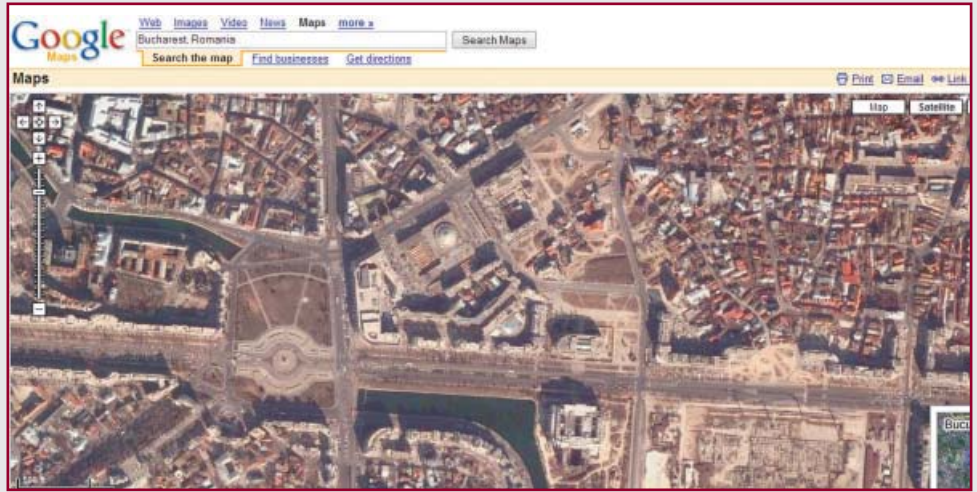 Google
Maps
Web Images Video News Maps more »
Bucharest, Romania
Search Maps
Search the map Find businesses Get directions
Maps
Print Email Link
Map Satellite
Bucu